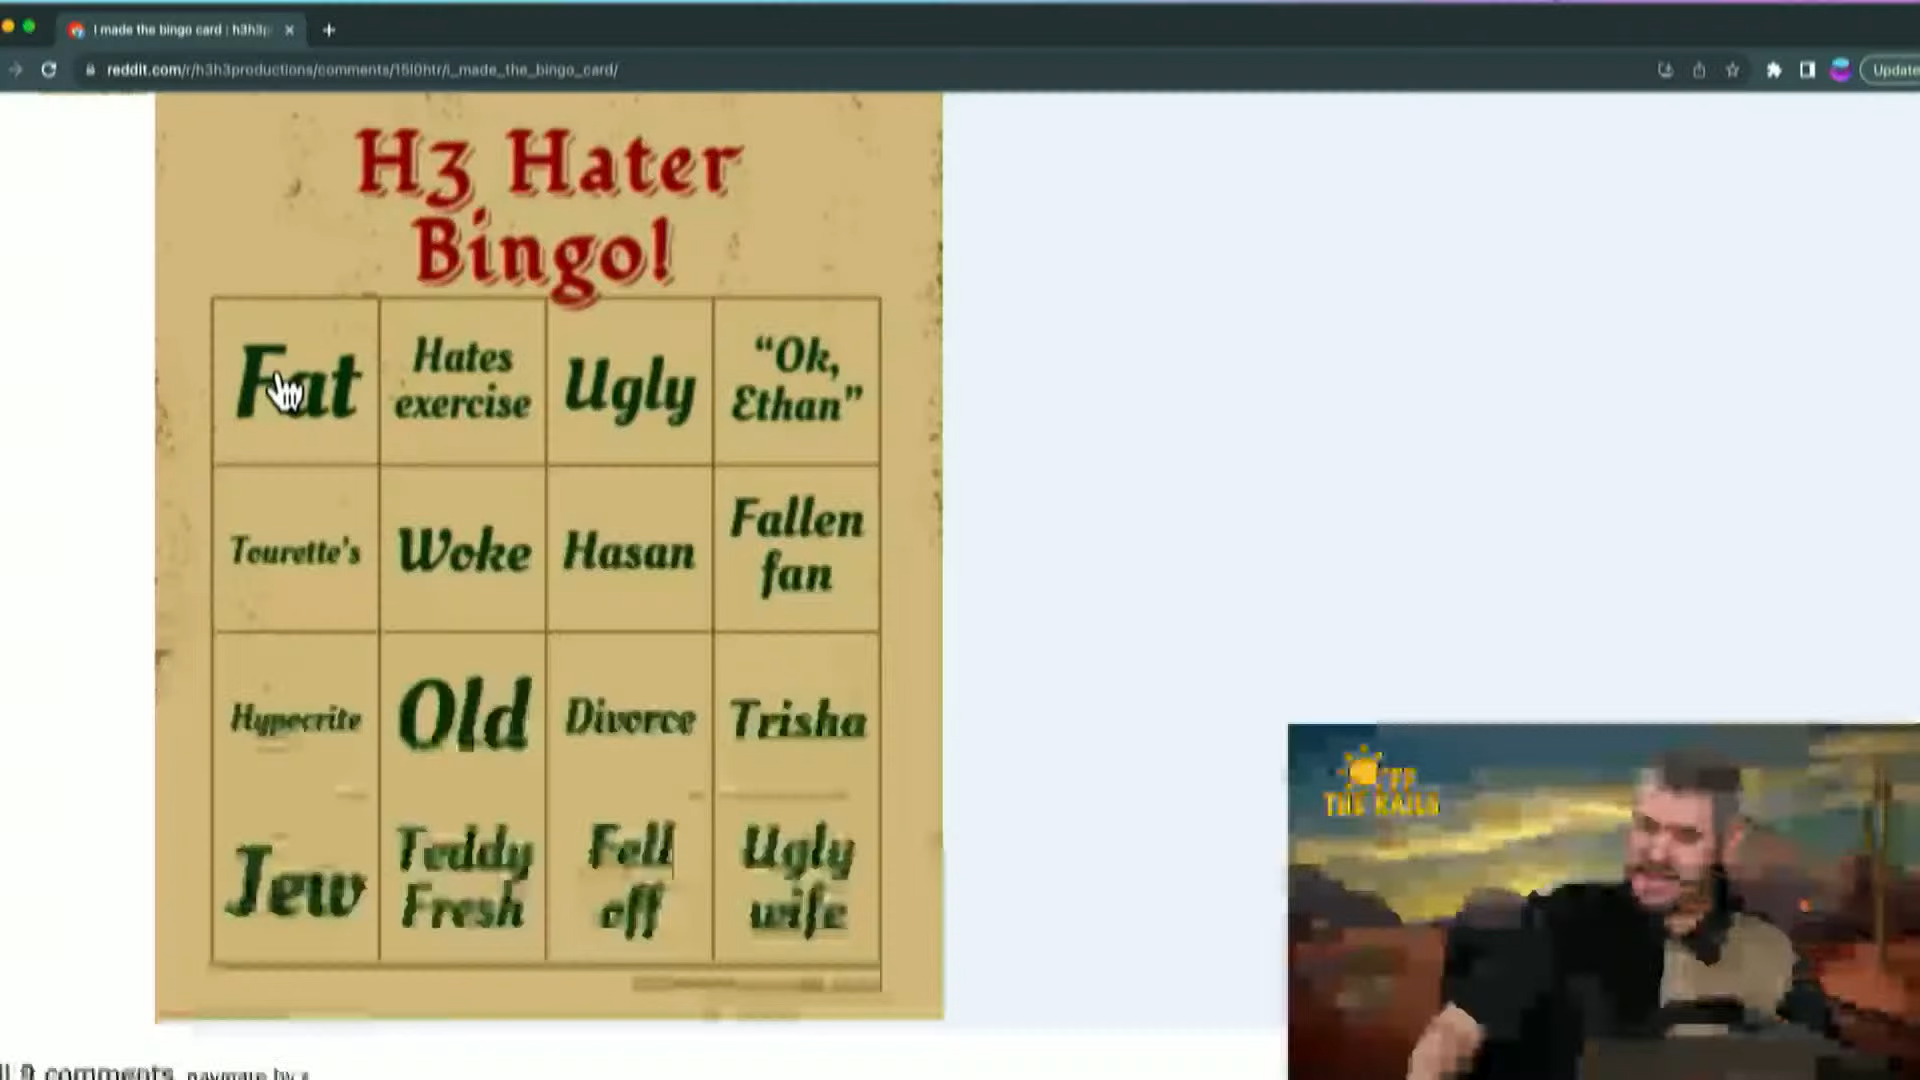 I made the bingo card | h3h3p
reddit.com/r/h3h3productions/comments/15l0htr/i_made_the_bingo_card/
Update
H3 Hater
Bingo!
Fat
Hates
exercise
Ugly
“Ok,
Ethan”
Tourette's
Woke
Hasan
Fallen
fan
Hypocrite
Old
Divorce
Trisha
Jew
Teddy
Fresh
Fell
off
Ugly
wife
THE RAILS
comments